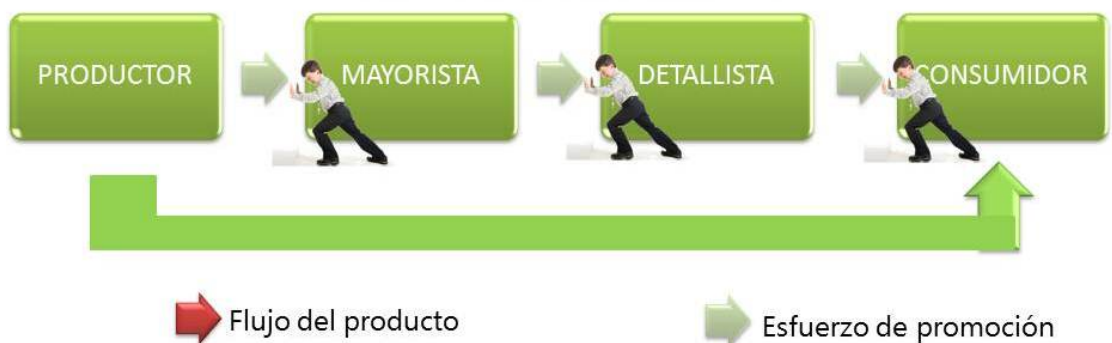 PRODUCTOR
MAYORISTA
DETALLISTA
CONSUMIDOR
Flujo del producto
Esfuerzo de promoción